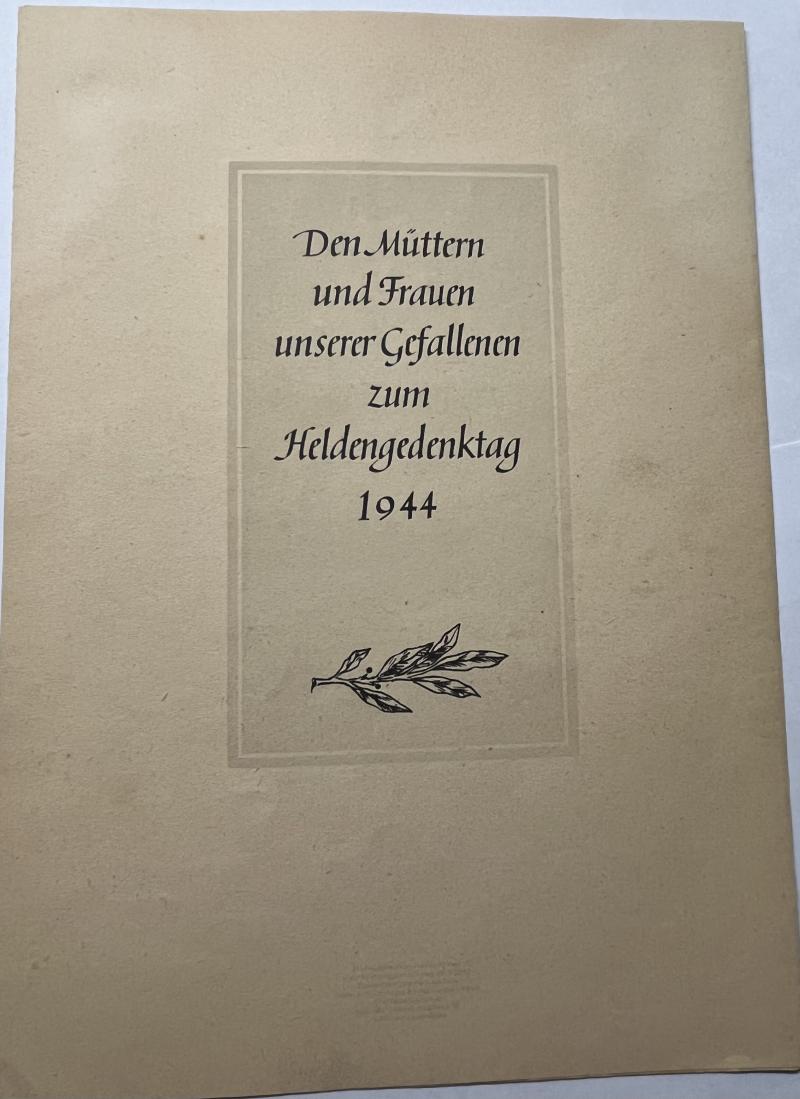 Den Müttern
und Frauen
unserer Gefallenen
zum
Heldengedenktag
1944